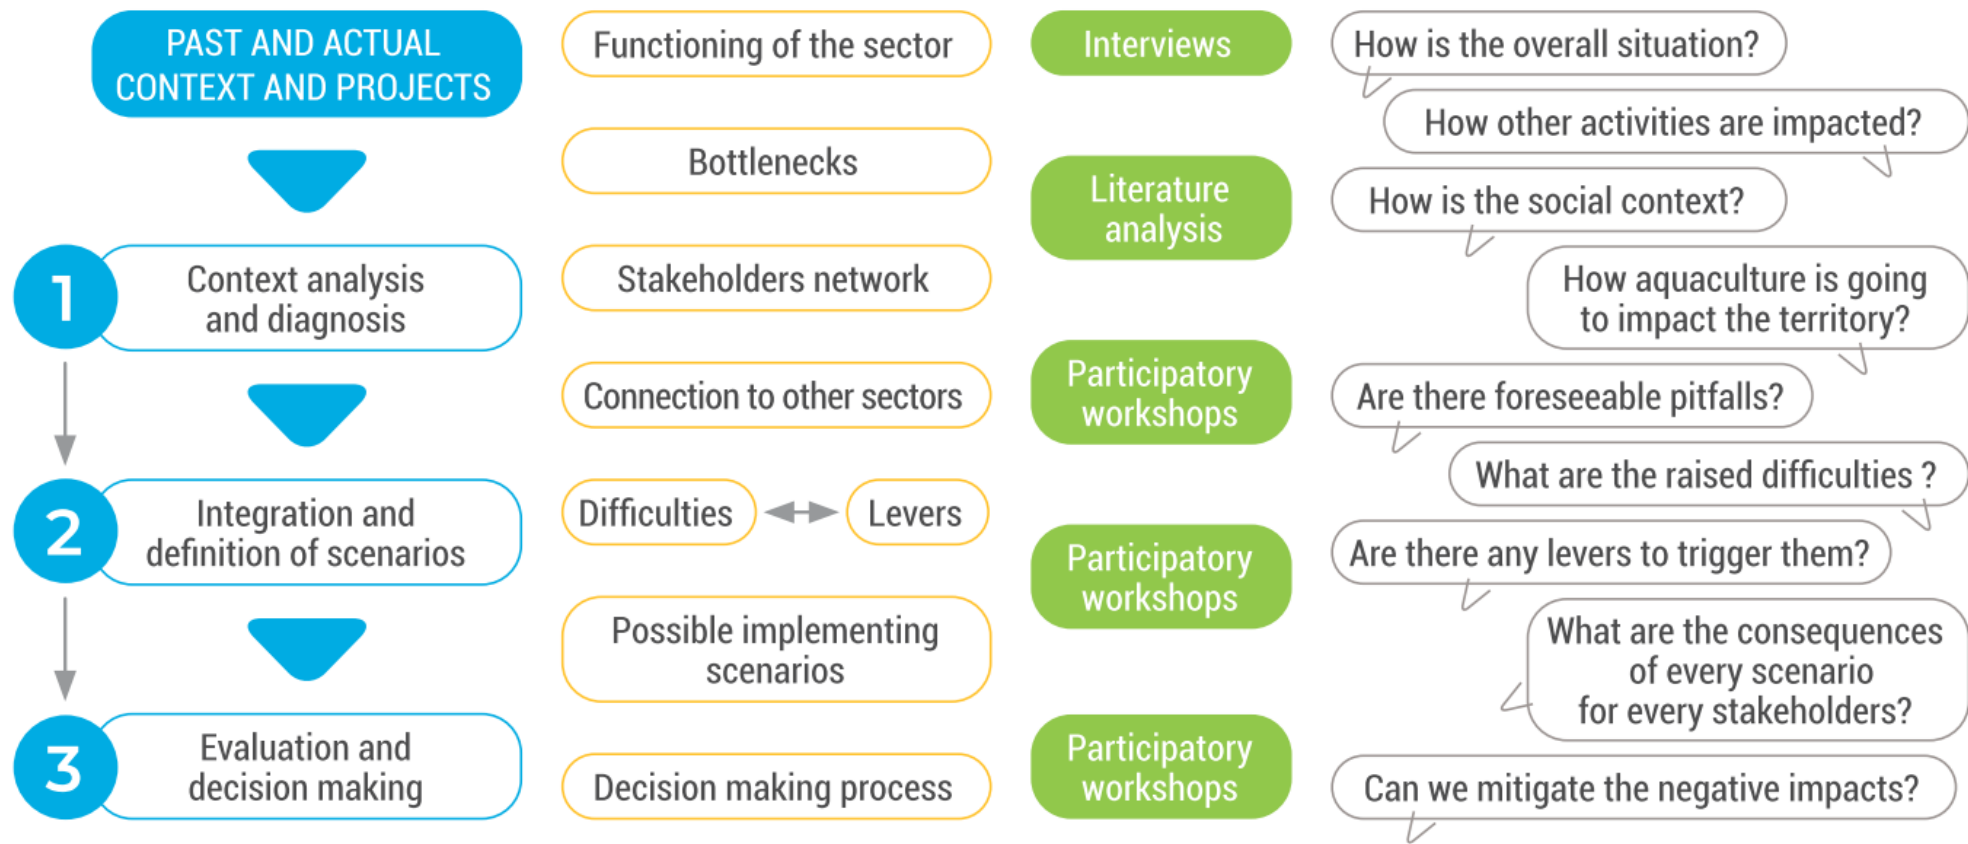 PAST AND ACTUAL
CONTEXT AND PROJECTS
1
Context analysis
and diagnosis
2
Integration and
definition of scenarios
3
Evaluation and
decision making
Functioning of the sector
Bottlenecks
Stakeholders network
Connection to other sectors
Difficulties
Levers
Possible implementing
scenarios
Decision making process
Interviews
Literature
analysis
Participatory
workshops
Participatory
workshops
Participatory
workshops
How is the overall situation?
How other activities are impacted?
How is the social context?
How aquaculture is going
to impact the territory?
Are there foreseeable pitfalls?
What are the raised difficulties ?
Are there any levers to trigger them?
What are the consequences
of every scenario
for every stakeholders?
Can we mitigate the negative impacts?